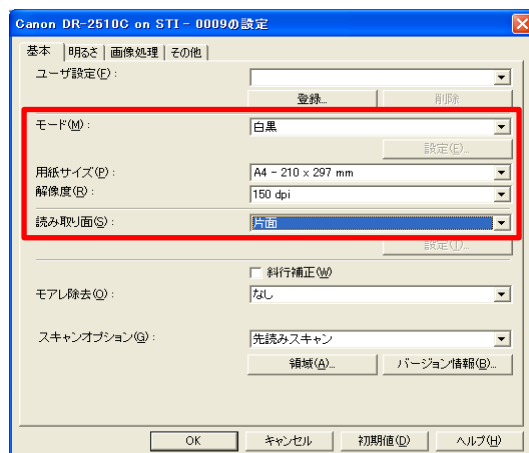 Canon DR-2510C on STI - 0009の設定
基本 明るさ 画像処理 その他
ユーザ設定(F):
登録... 削除
モード(M): 白黒
設定(E)...
用紙サイズ(P): A4 - 210 x 297 mm
解像度(R): 150 dpi
読み取り面(S): 片面
設定(T)...
斜行補正(W)
モアレ除去(O): なし
スキャンオプション(G): 先読みスキャン
領域(A)... バージョン情報(B)...
OK キャンセル 初期値(D) ヘルプ(H)